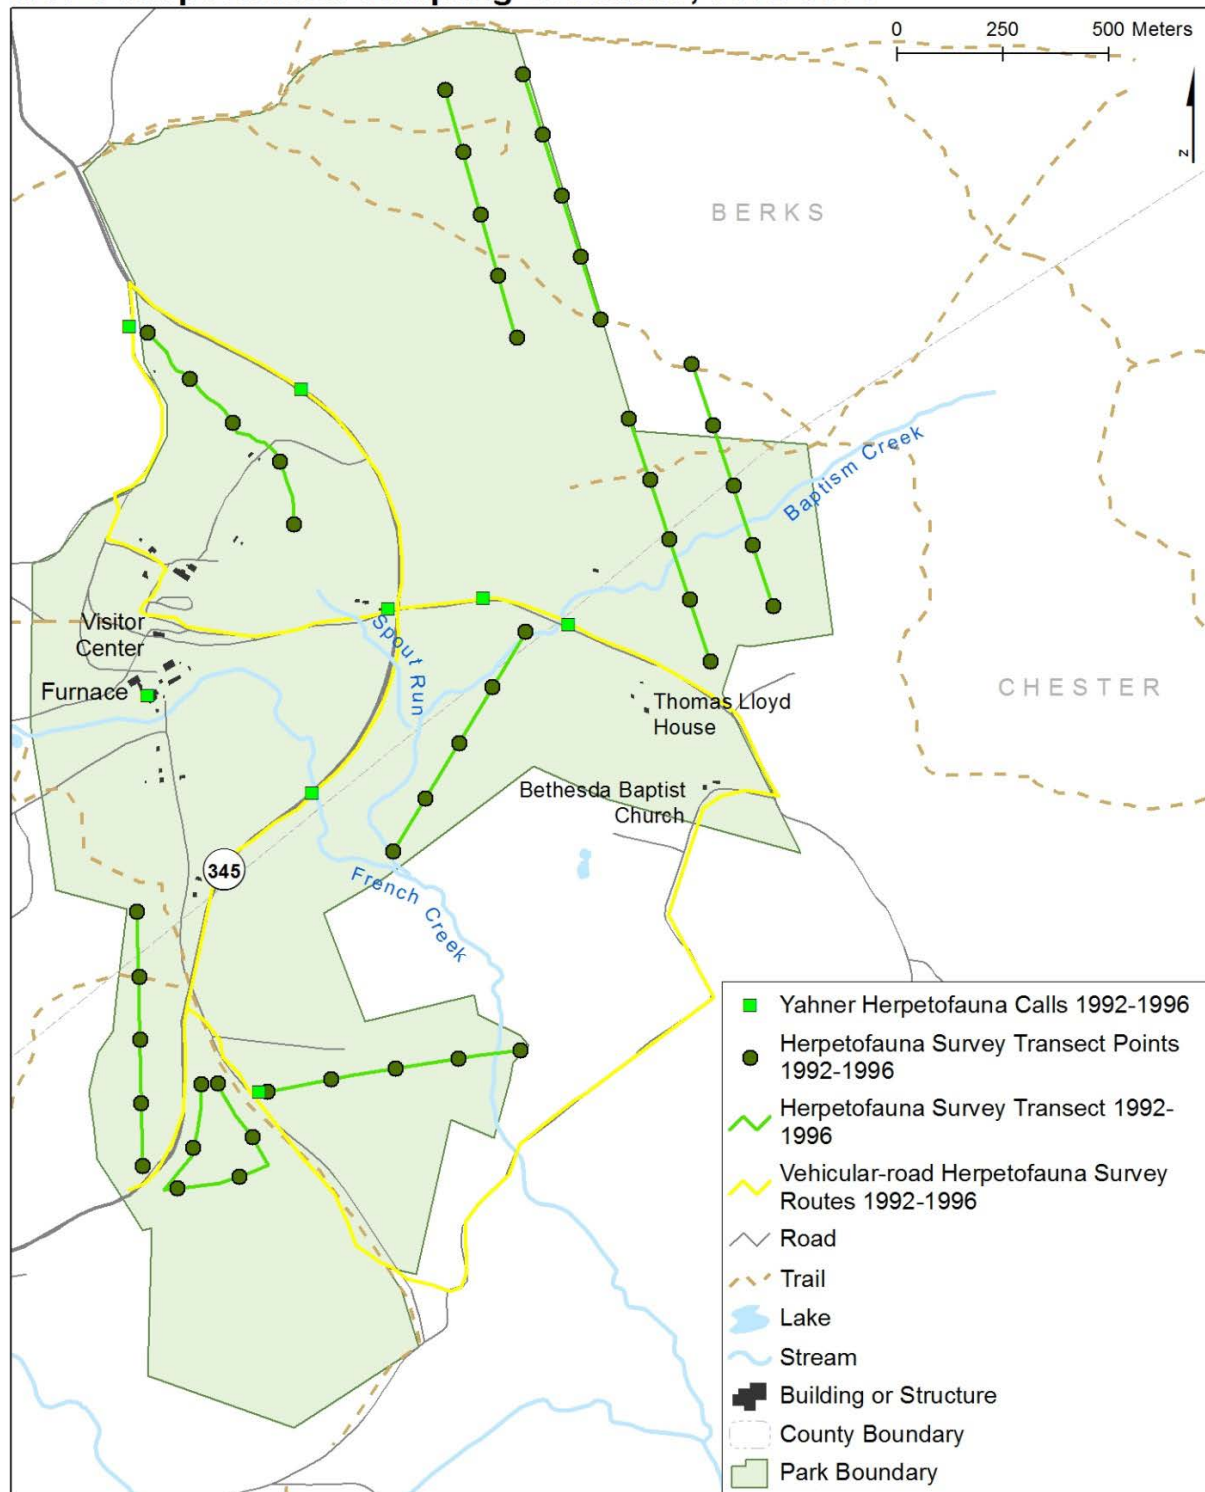 0 250 500 Meters
z
BERKS
Baptism Creek
Visitor
Center
Spout Run
Furnace
CHESTER
Thomas Lloyd
House
Bethesda Baptist
Church
345
French Creek
Yahner Herpetofauna Calls 1992-1996
Herpetofauna Survey Transect Points
1992-1996
Herpetofauna Survey Transect 1992-
1996
Vehicular-road Herpetofauna Survey
Routes 1992-1996
Road
Trail
Lake
Stream
Building or Structure
County Boundary
Park Boundary